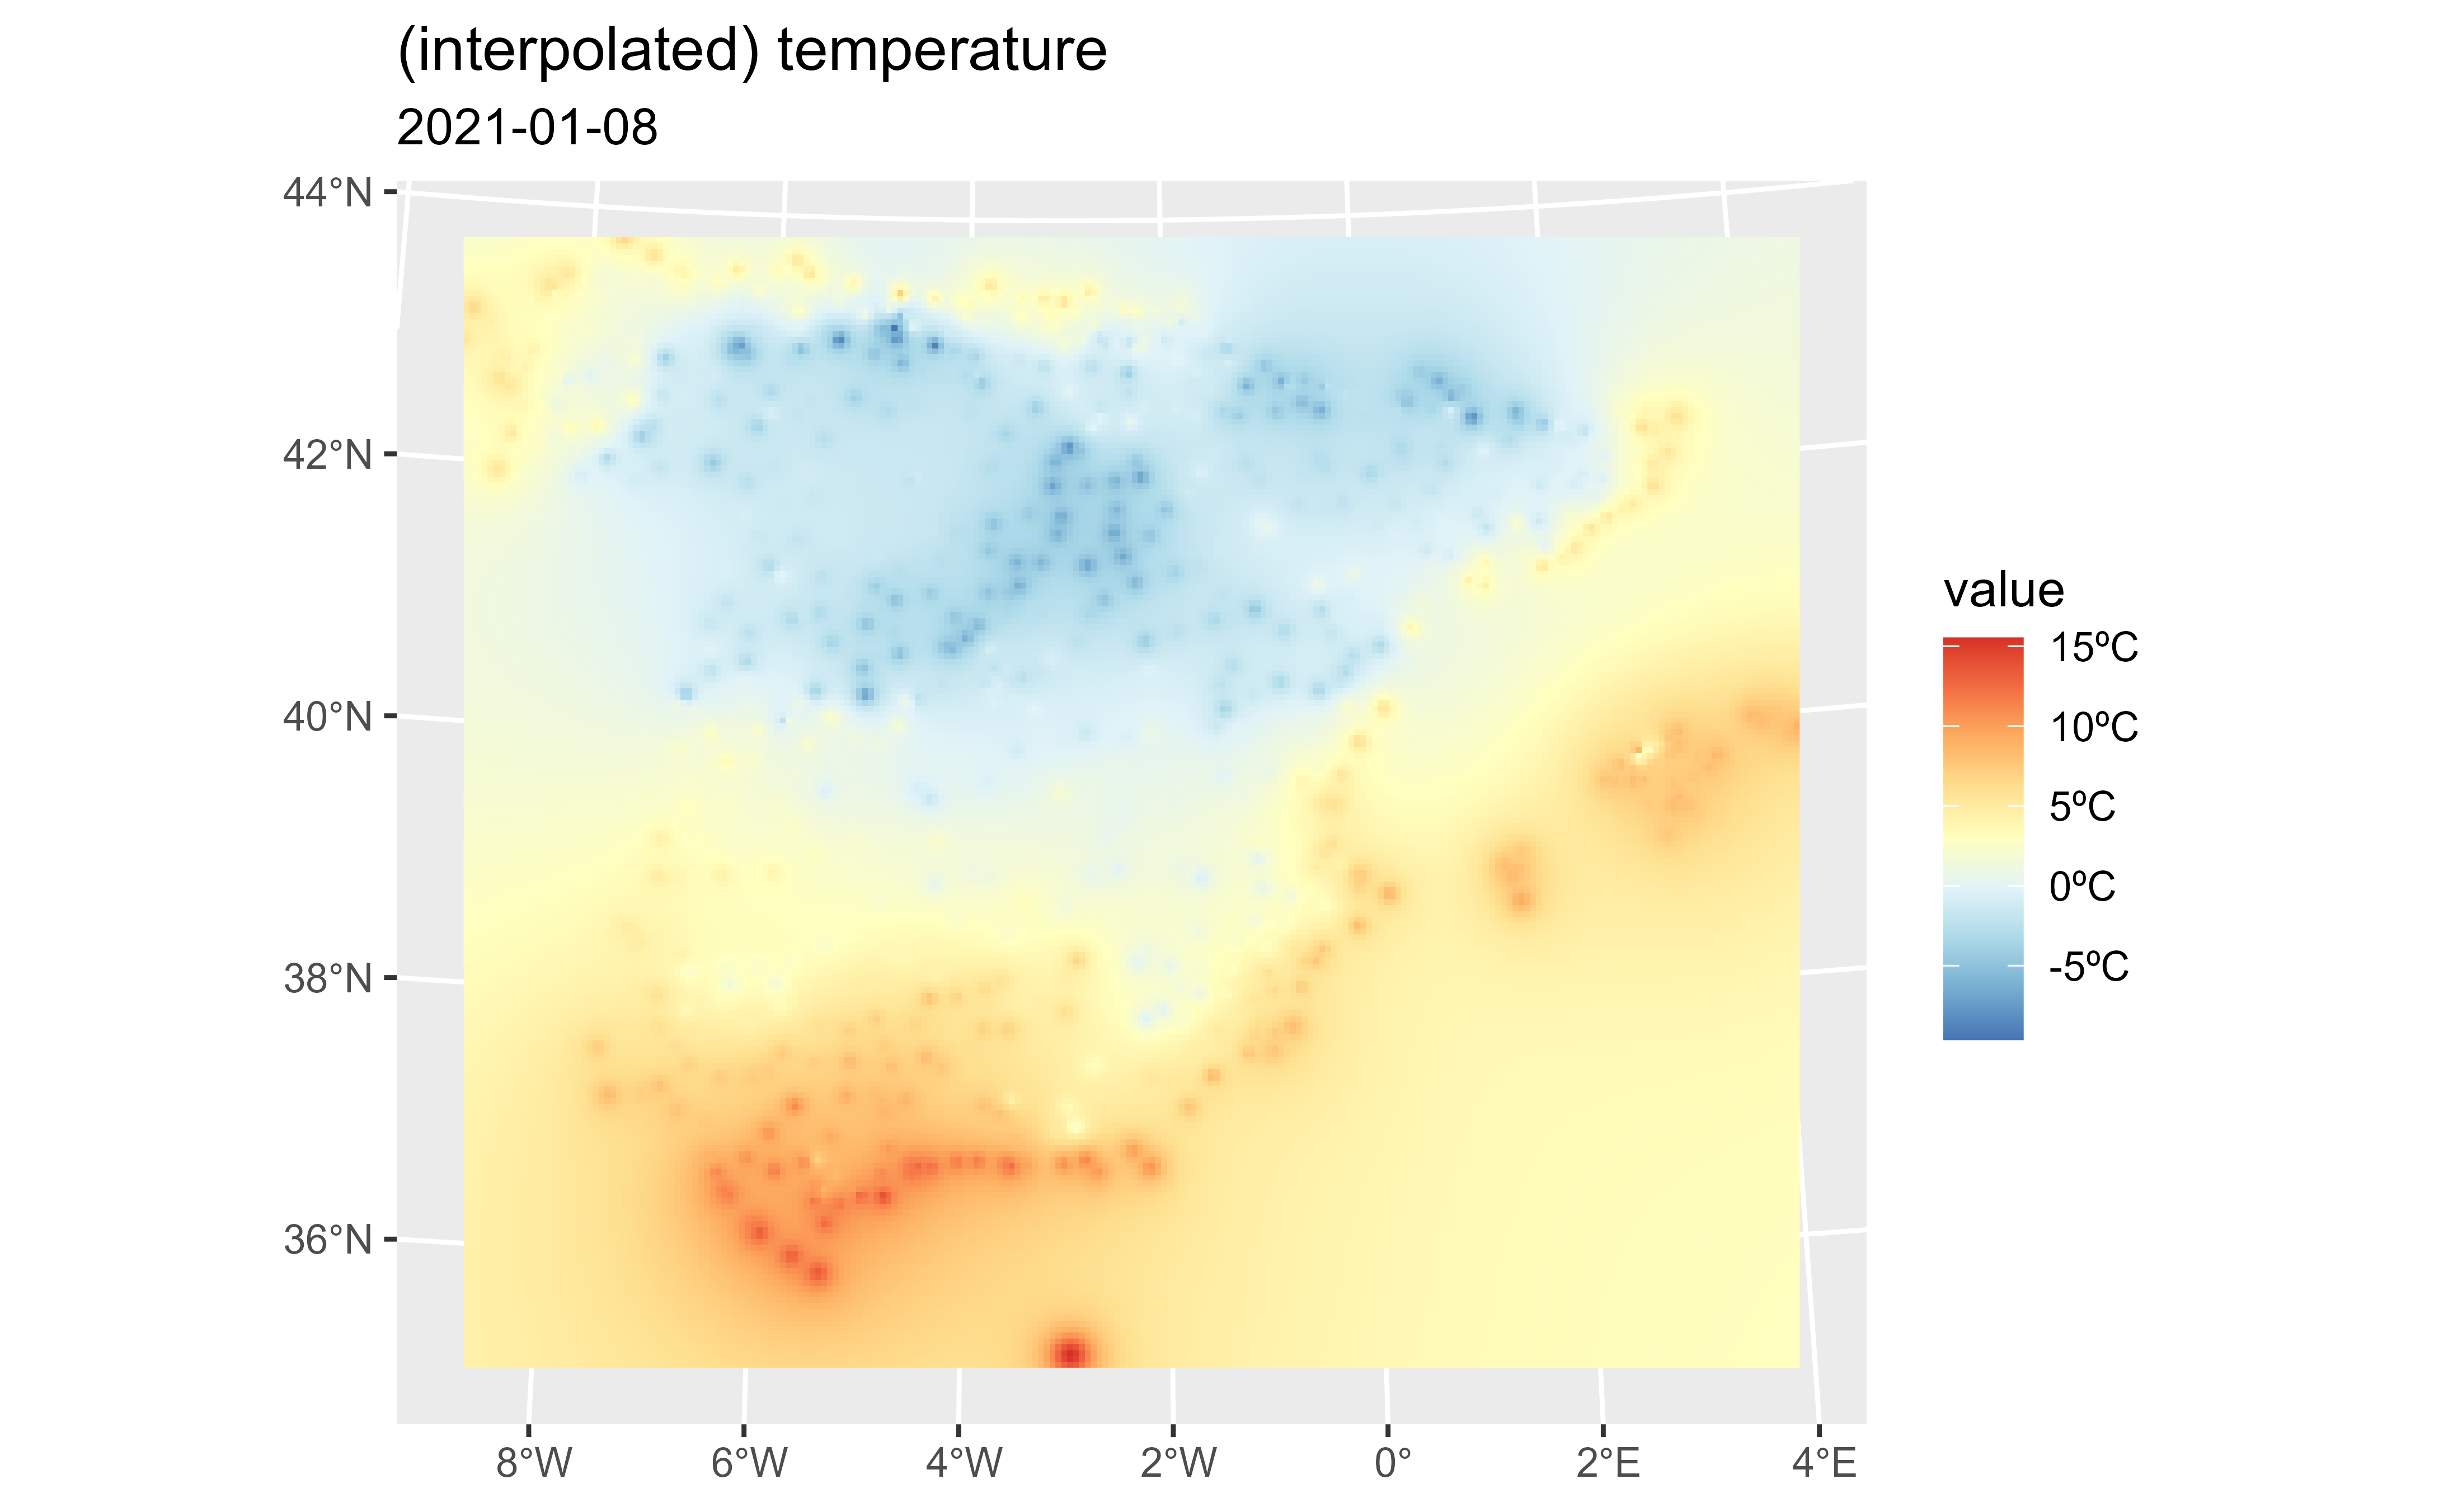 (interpolated) temperature
2021-01-08
44°N
42°N
40°N
38°N
36°N
8°W 6°W 4°W 2°W 0° 2°E 4°E
value
15ºC
10ºC
5ºC
0ºC
-5ºC